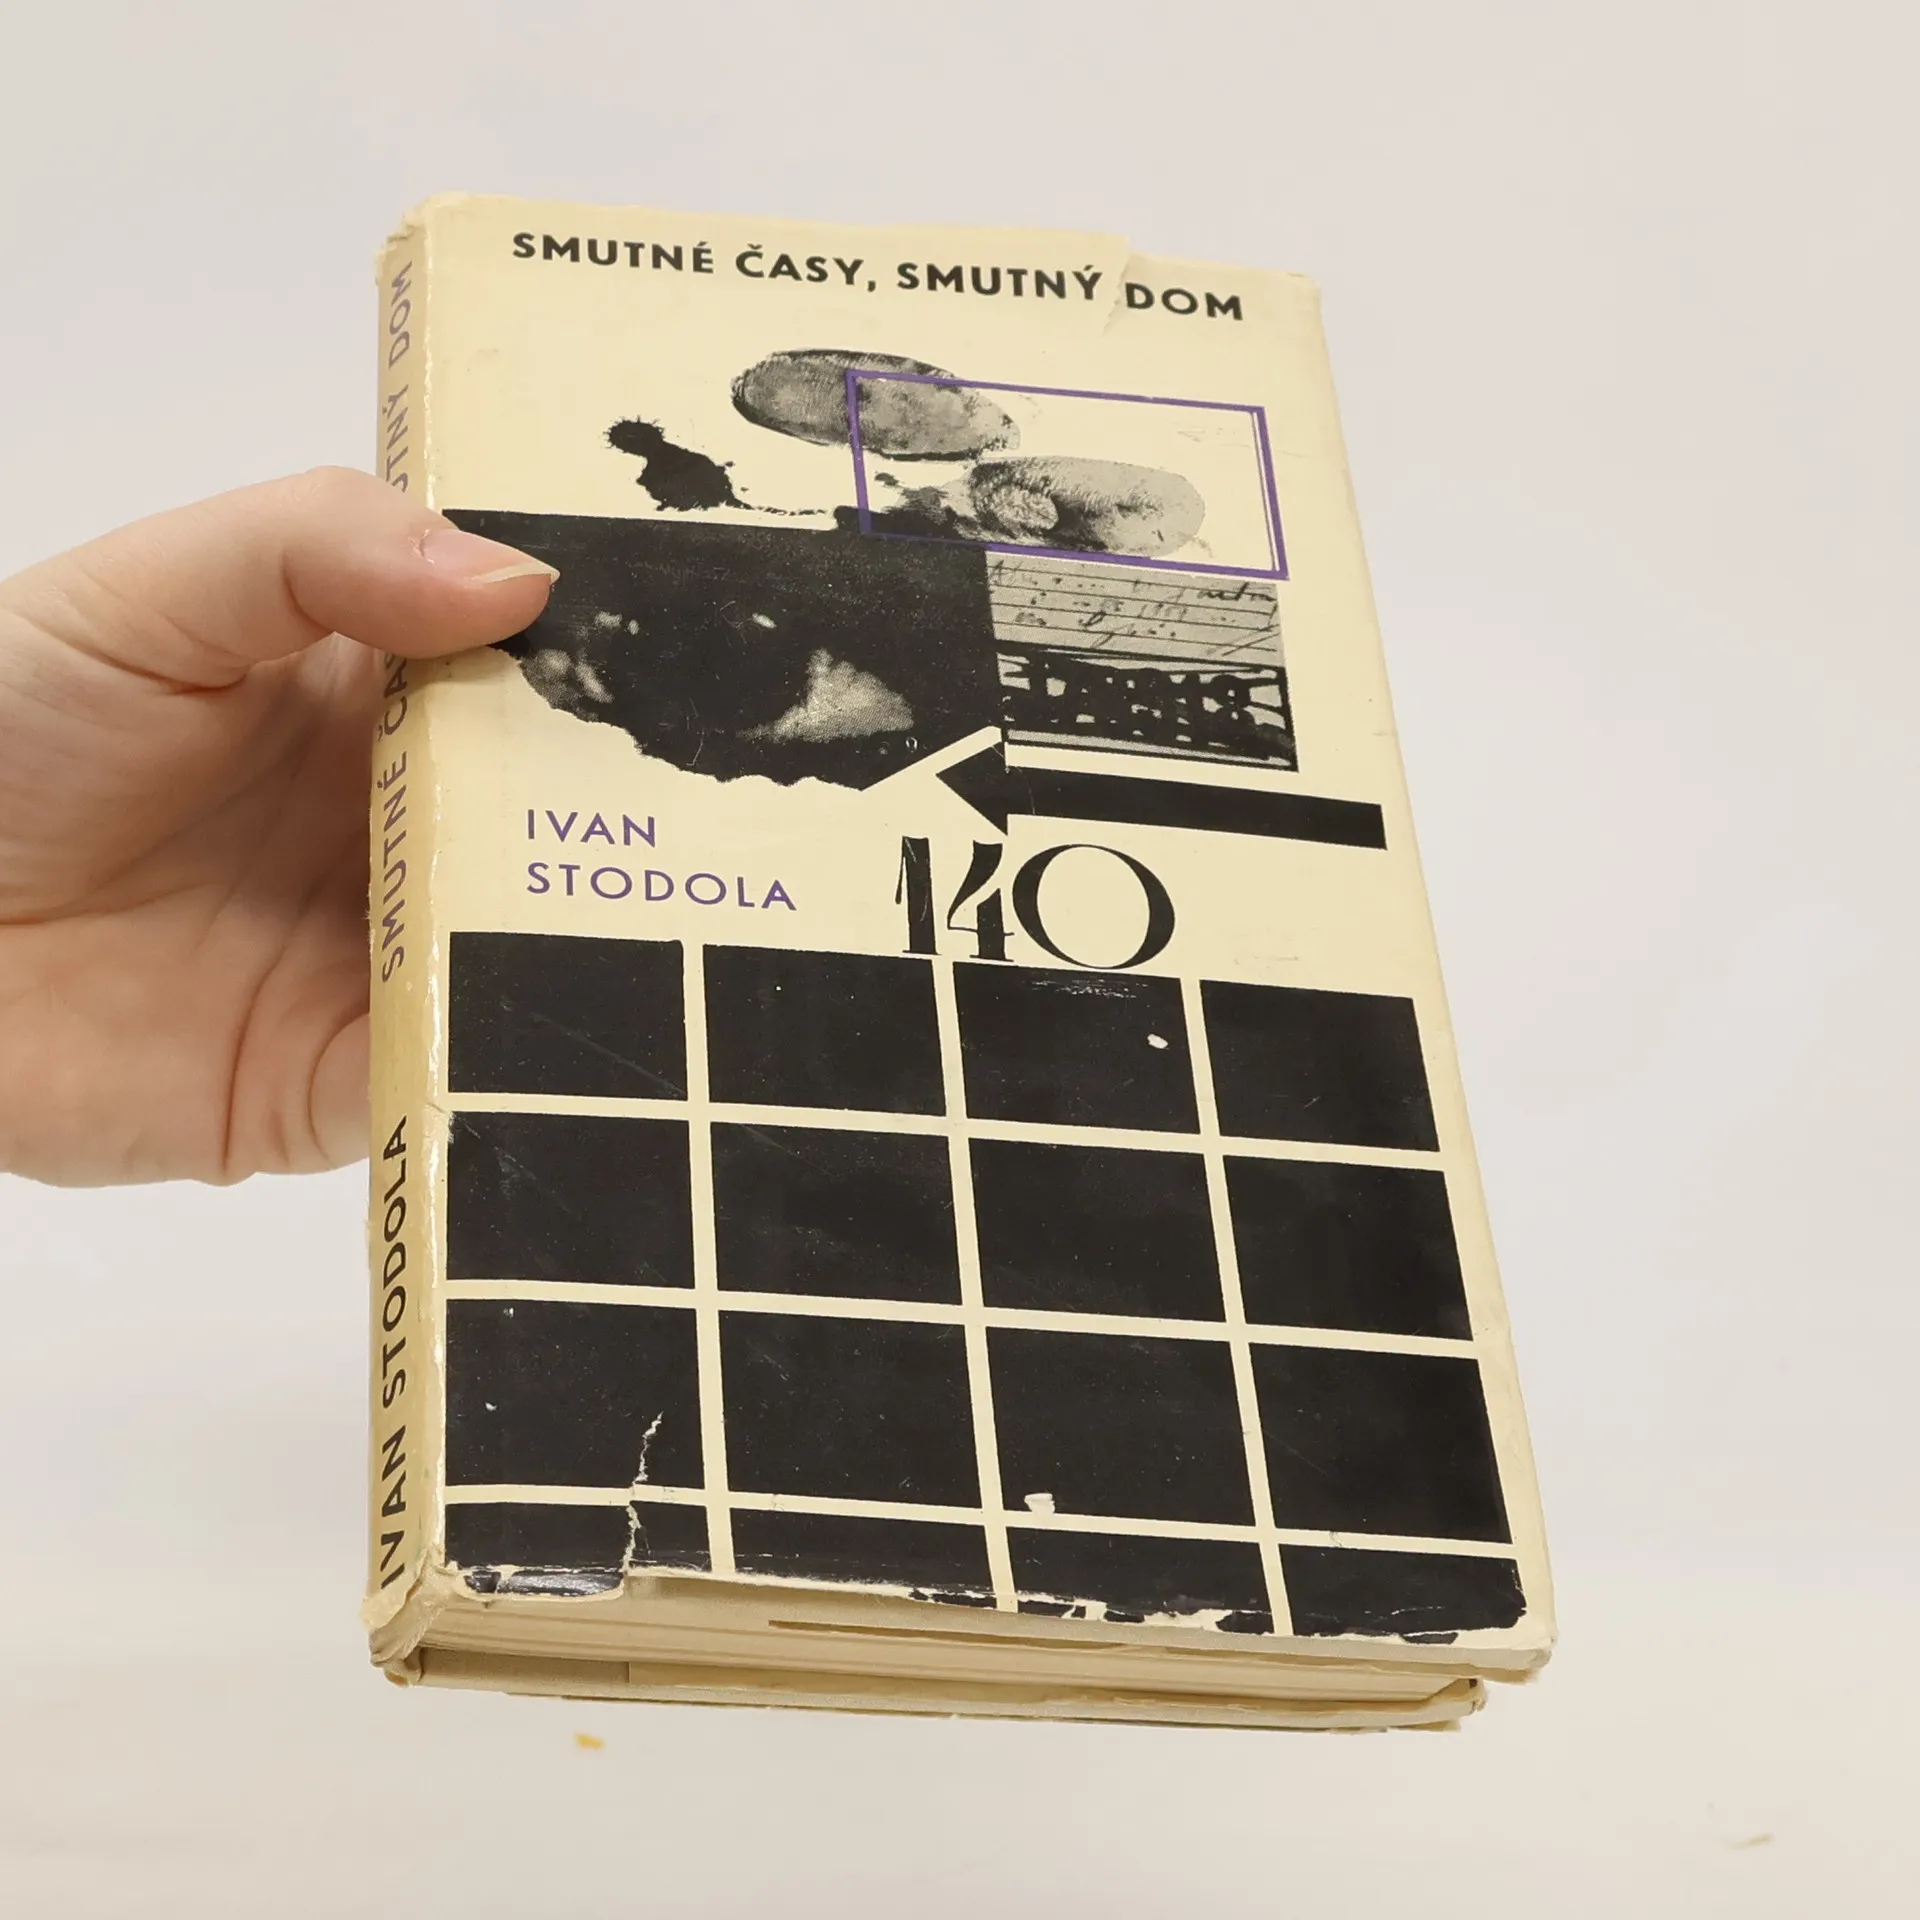 SMUTNÉ ČASY, SMUTNÝ DOM
IVAN
STODOLA
140
IVAN STODOLA